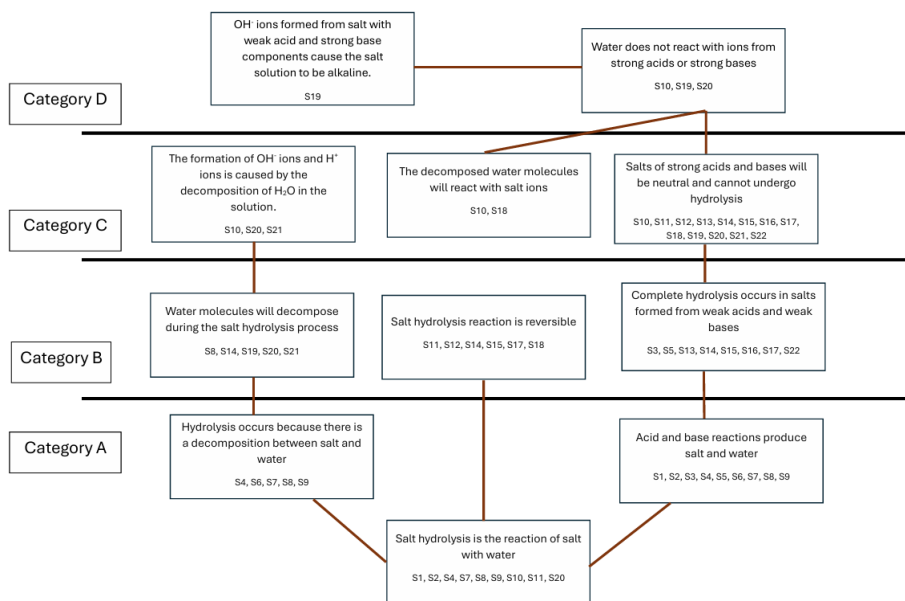 OH⁻ ions formed from salt with
weak acid and strong base
components cause the salt
solution to be alkaline.
S19
Water does not react with ions from
strong acids or strong bases
S10, S19, S20
Category D
The formation of OH⁻ ions and H⁺
ions is caused by the
decomposition of H₂O in the
solution.
S10, S20, S21
The decomposed water molecules
will react with salt ions
S10, S18
Salts of strong acids and bases will
be neutral and cannot undergo
hydrolysis
S10, S11, S12, S13, S14, S15, S16, S17,
S18, S19, S20, S21, S22
Category C
Water molecules will decompose
during the salt hydrolysis process
S8, S14, S19, S20, S21
Salt hydrolysis reaction is reversible
S11, S12, S14, S15, S17, S18
Complete hydrolysis occurs in salts
formed from weak acids and weak
bases
S3, S5, S13, S14, S15, S16, S17, S22
Category B
Category A
Hydrolysis occurs because there is
a decomposition between salt and
water
S4, S6, S7, S8, S9
Acid and base reactions produce
salt and water
S1, S2, S3, S4, S5, S6, S7, S8, S9
Salt hydrolysis is the reaction of salt
with water
S1, S2, S4, S7, S8, S9, S10, S11, S20